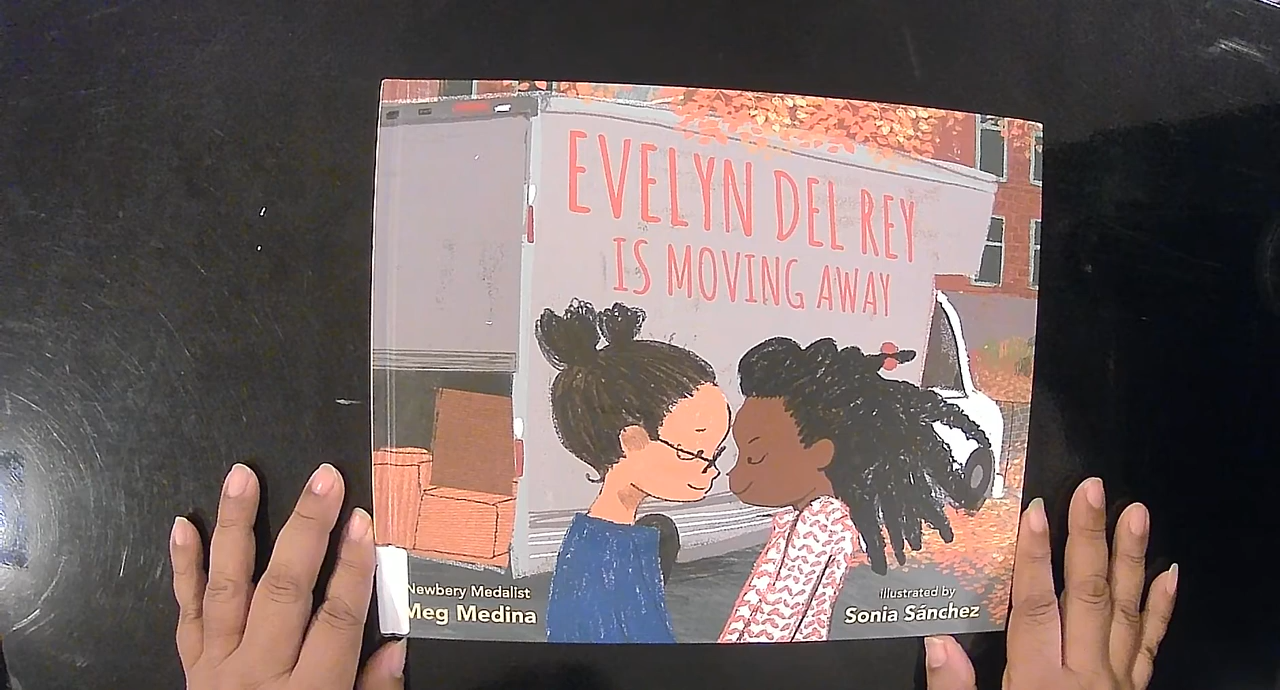 EVELYN DEL REY
IS MOVING AWAY
Newbery Medalist
Meg Medina
Illustrated by
Sonia Sánchez